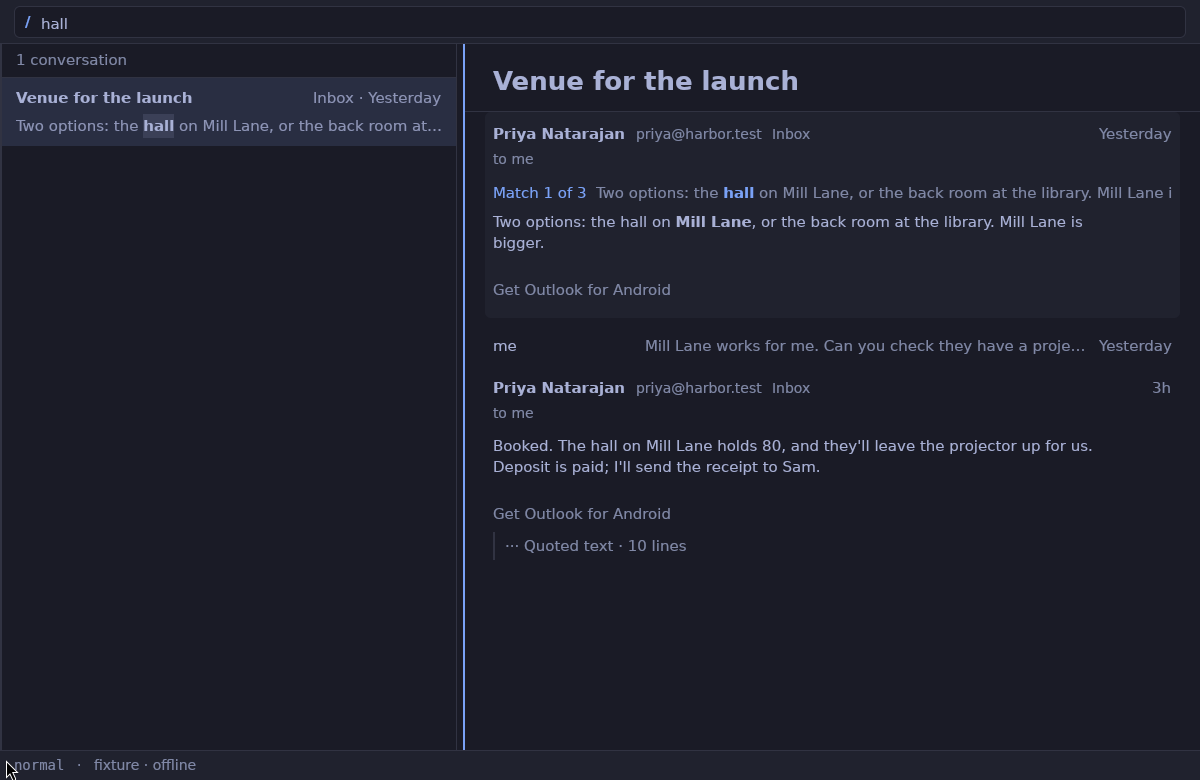 / hall
1 conversation
Venue for the launch Inbox · Yesterday
Two options: the hall on Mill Lane, or the back room at...
Venue for the launch
Priya Natarajan priya@harbor.test Inbox Yesterday
to me
Match 1 of 3 Two options: the hall on Mill Lane, or the back room at the library. Mill Lane i
Two options: the hall on Mill Lane, or the back room at the library. Mill Lane is
bigger.
Get Outlook for Android
me Mill Lane works for me. Can you check they have a proje... Yesterday
Priya Natarajan priya@harbor.test Inbox 3h
to me
Booked. The hall on Mill Lane holds 80, and they'll leave the projector up for us.
Deposit is paid; I'll send the receipt to Sam.
Get Outlook for Android
··· Quoted text · 10 lines
normal · fixture · offline